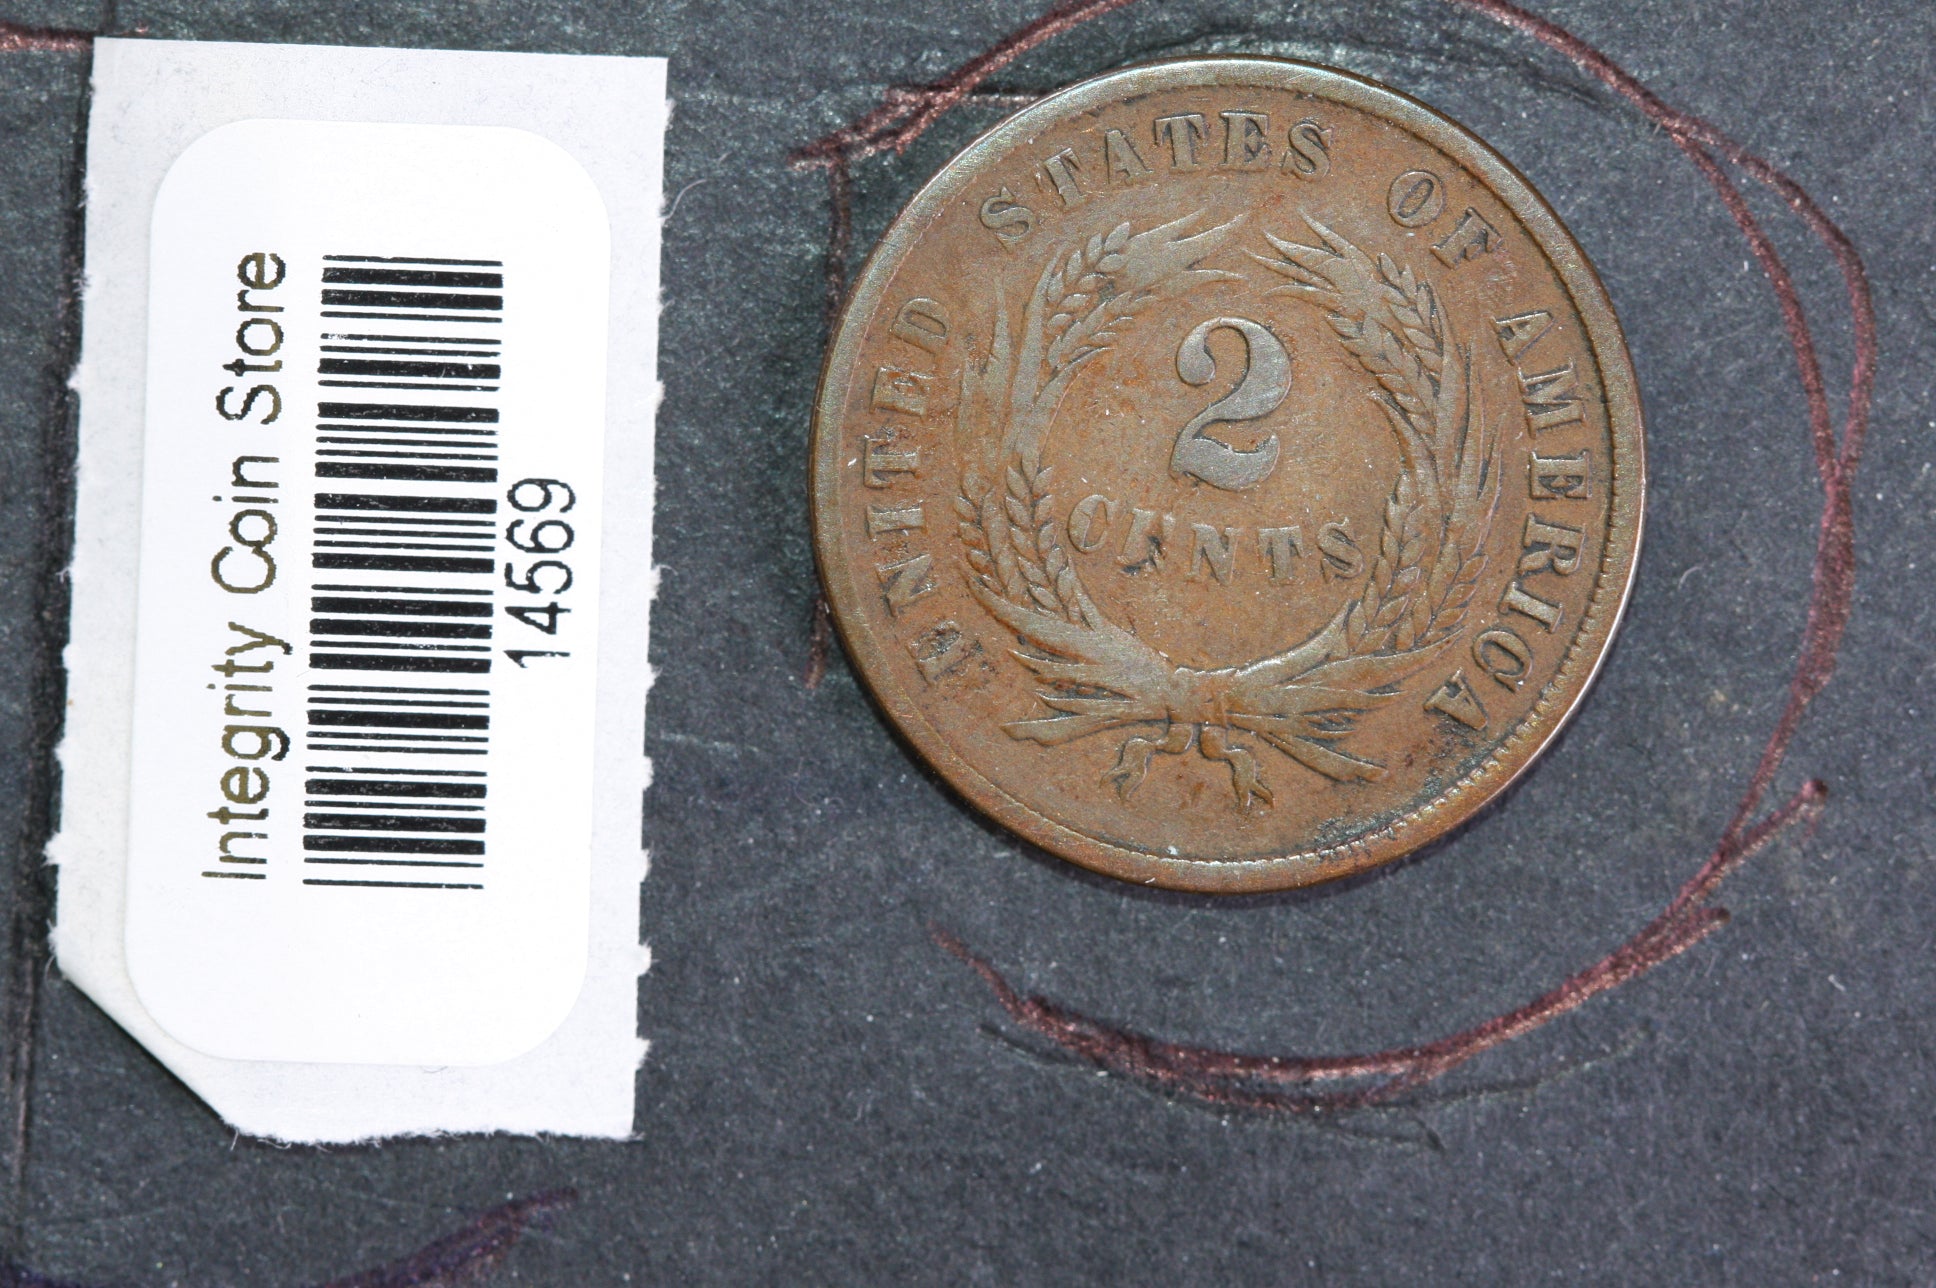 Integrity Coin Store
14569
UNITED STATES OF AMERICA
2
CENTS